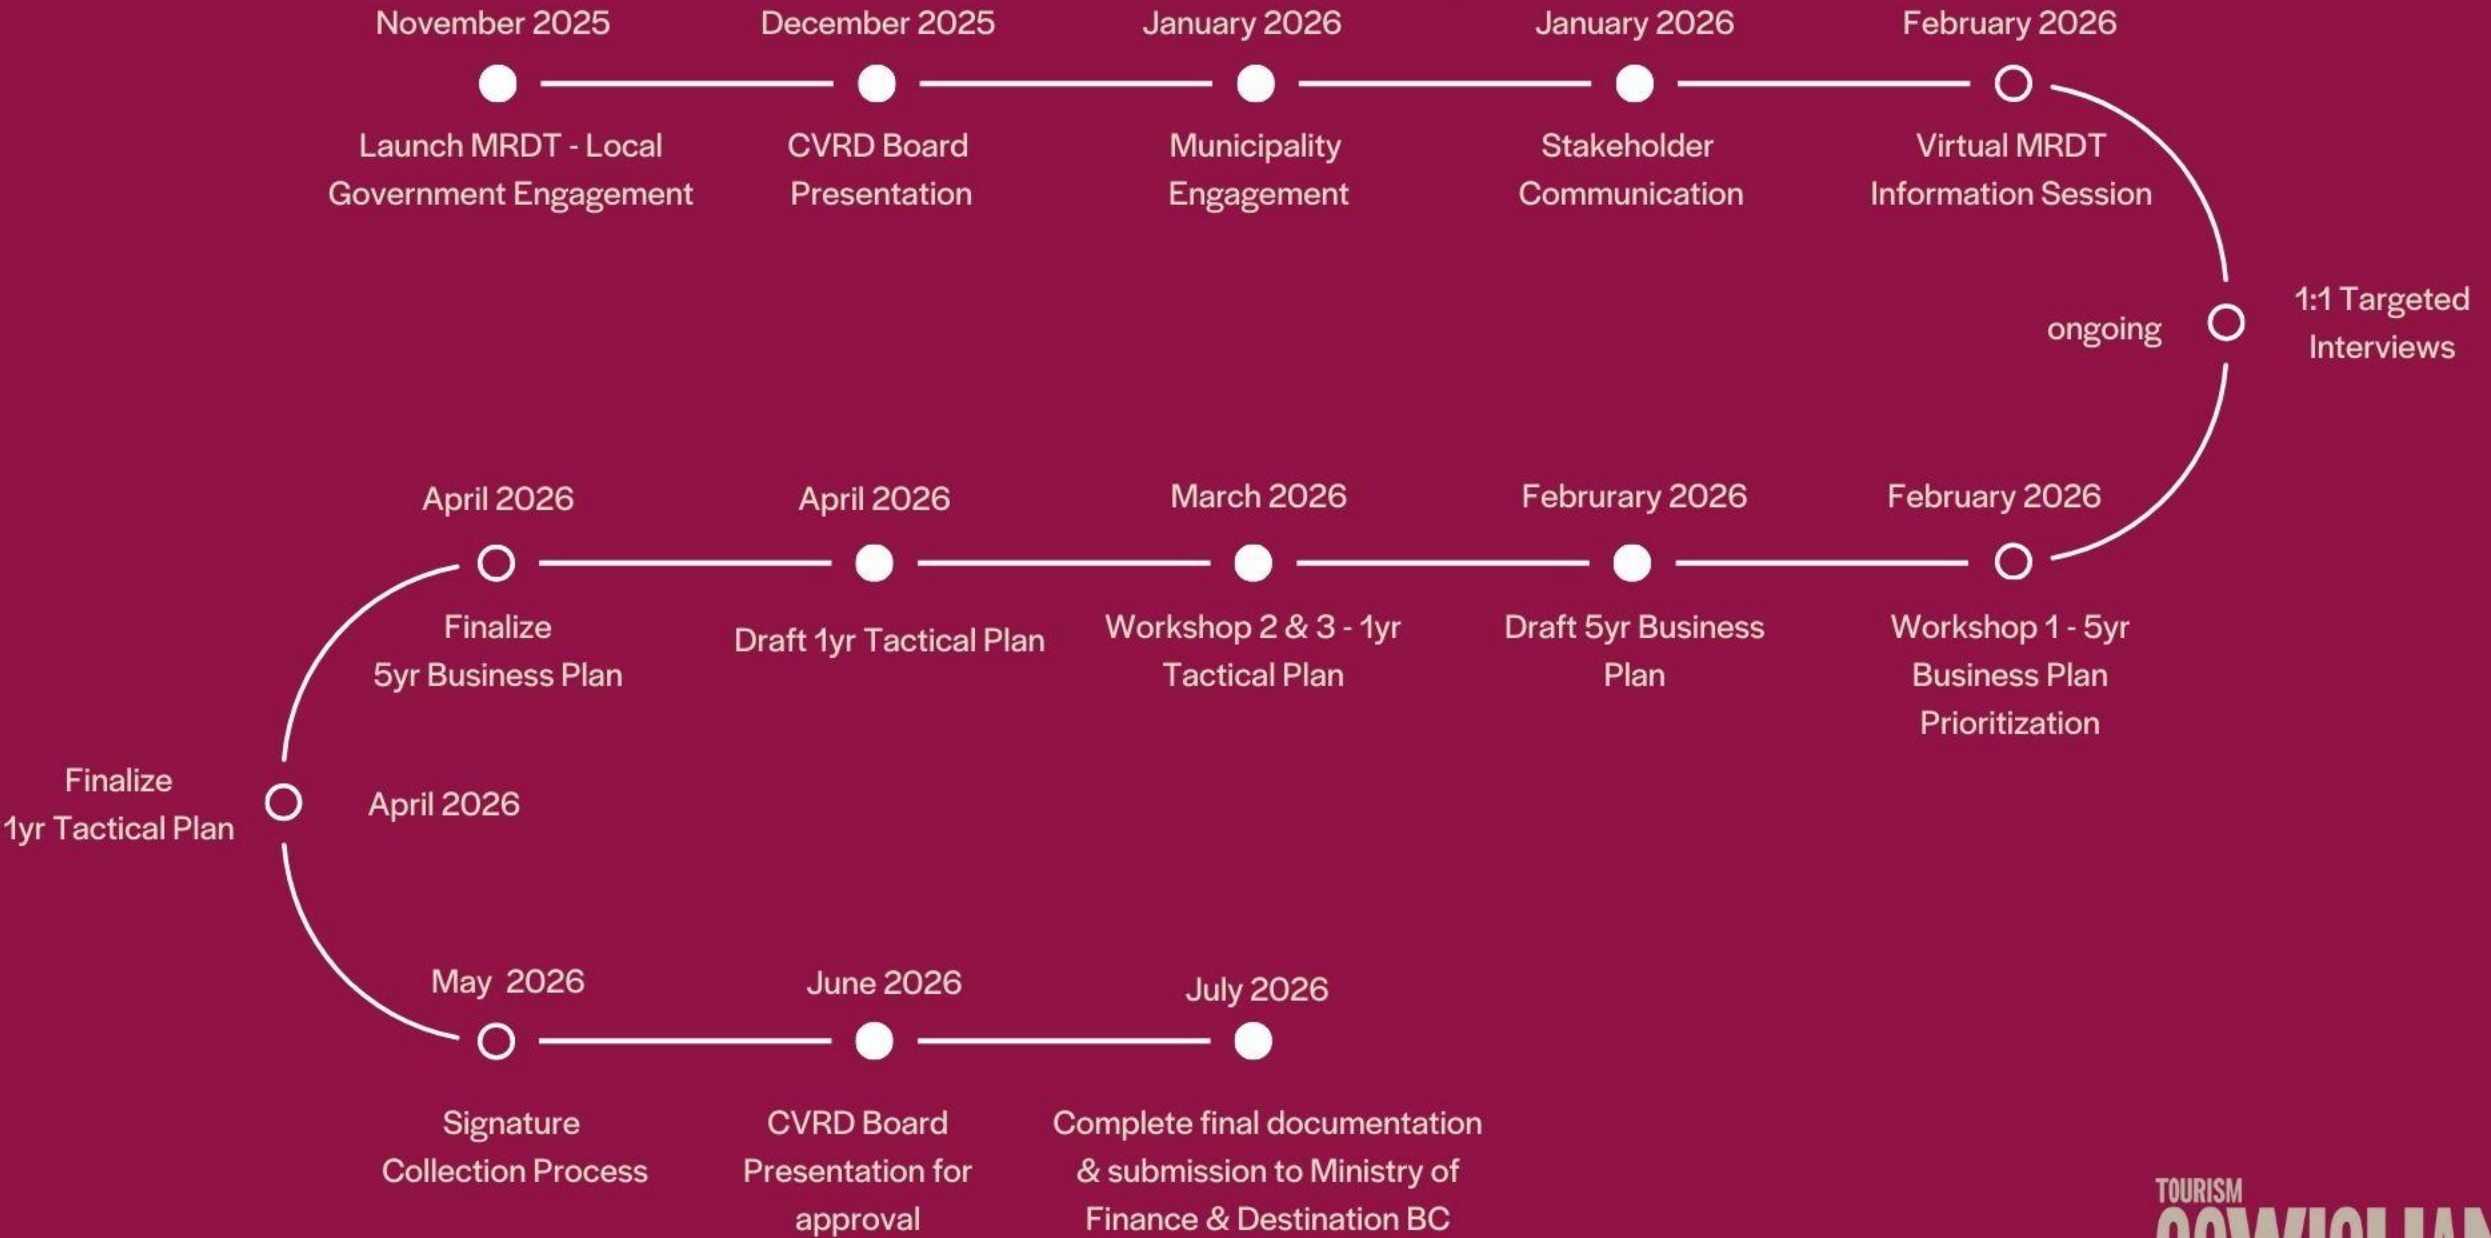 November 2025
December 2025
January 2026
January 2026
February 2026
Launch MRDT - Local
Government Engagement
CVRD Board
Presentation
Municipality
Engagement
Stakeholder
Communication
Virtual MRDT
Information Session
ongoing
1:1 Targeted
Interviews
February 2026
Workshop 1 - 5yr
Business Plan
Prioritization
Februrary 2026
Draft 5yr Business
Plan
March 2026
Workshop 2 & 3 - 1yr
Tactical Plan
April 2026
Draft 1yr Tactical Plan
April 2026
Finalize
5yr Business Plan
Finalize
1yr Tactical Plan
April 2026
May 2026
Signature
Collection Process
June 2026
CVRD Board
Presentation for
approval
July 2026
Complete final documentation
& submission to Ministry of
Finance & Destination BC
TOURISM
COWICHAN